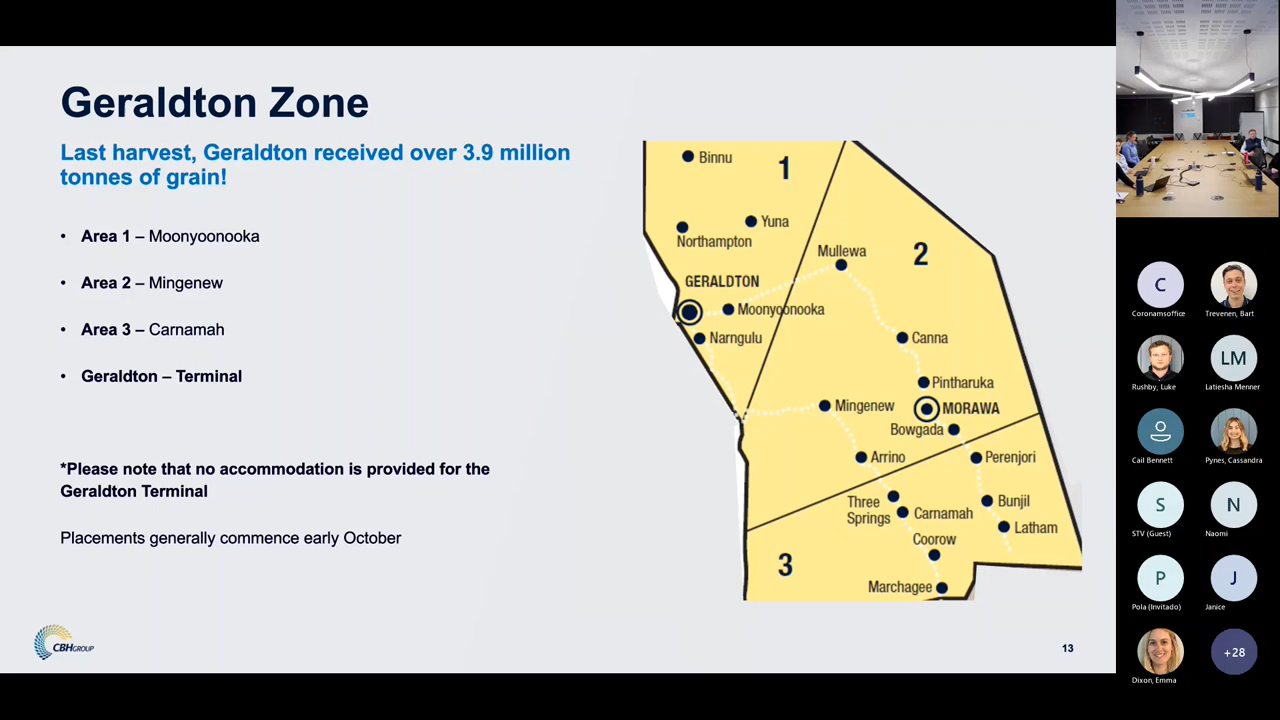 Geraldton Zone
Last harvest, Geraldton received over 3.9 million
tonnes of grain!
• Area 1 – Moonyoonooka
• Area 2 – Mingenew
• Area 3 – Carnamah
• Geraldton – Terminal
*Please note that no accommodation is provided for the
Geraldton Terminal
Placements generally commence early October
CBHGROUP
13
Binnu
1
Yuna
Northampton
Mullewa
2
GERALDTON
Moonyoonooka
Narngulu
Canna
Pintharuka
Mingenew
MORAWA
Bowgada
Arrino
Perenjori
Three
Springs
Bunjil
Carnamah
Latham
Coorow
3
Marchagee
C
Coronamsoffice
Trevenen, Bart
Rushby, Luke
LM
Latiesha Menner
Cail Bennett
Pynes, Cassandra
S
STV (Guest)
N
Naomi
P
Pola (Invitado)
J
Janice
Dixon, Emma
+28